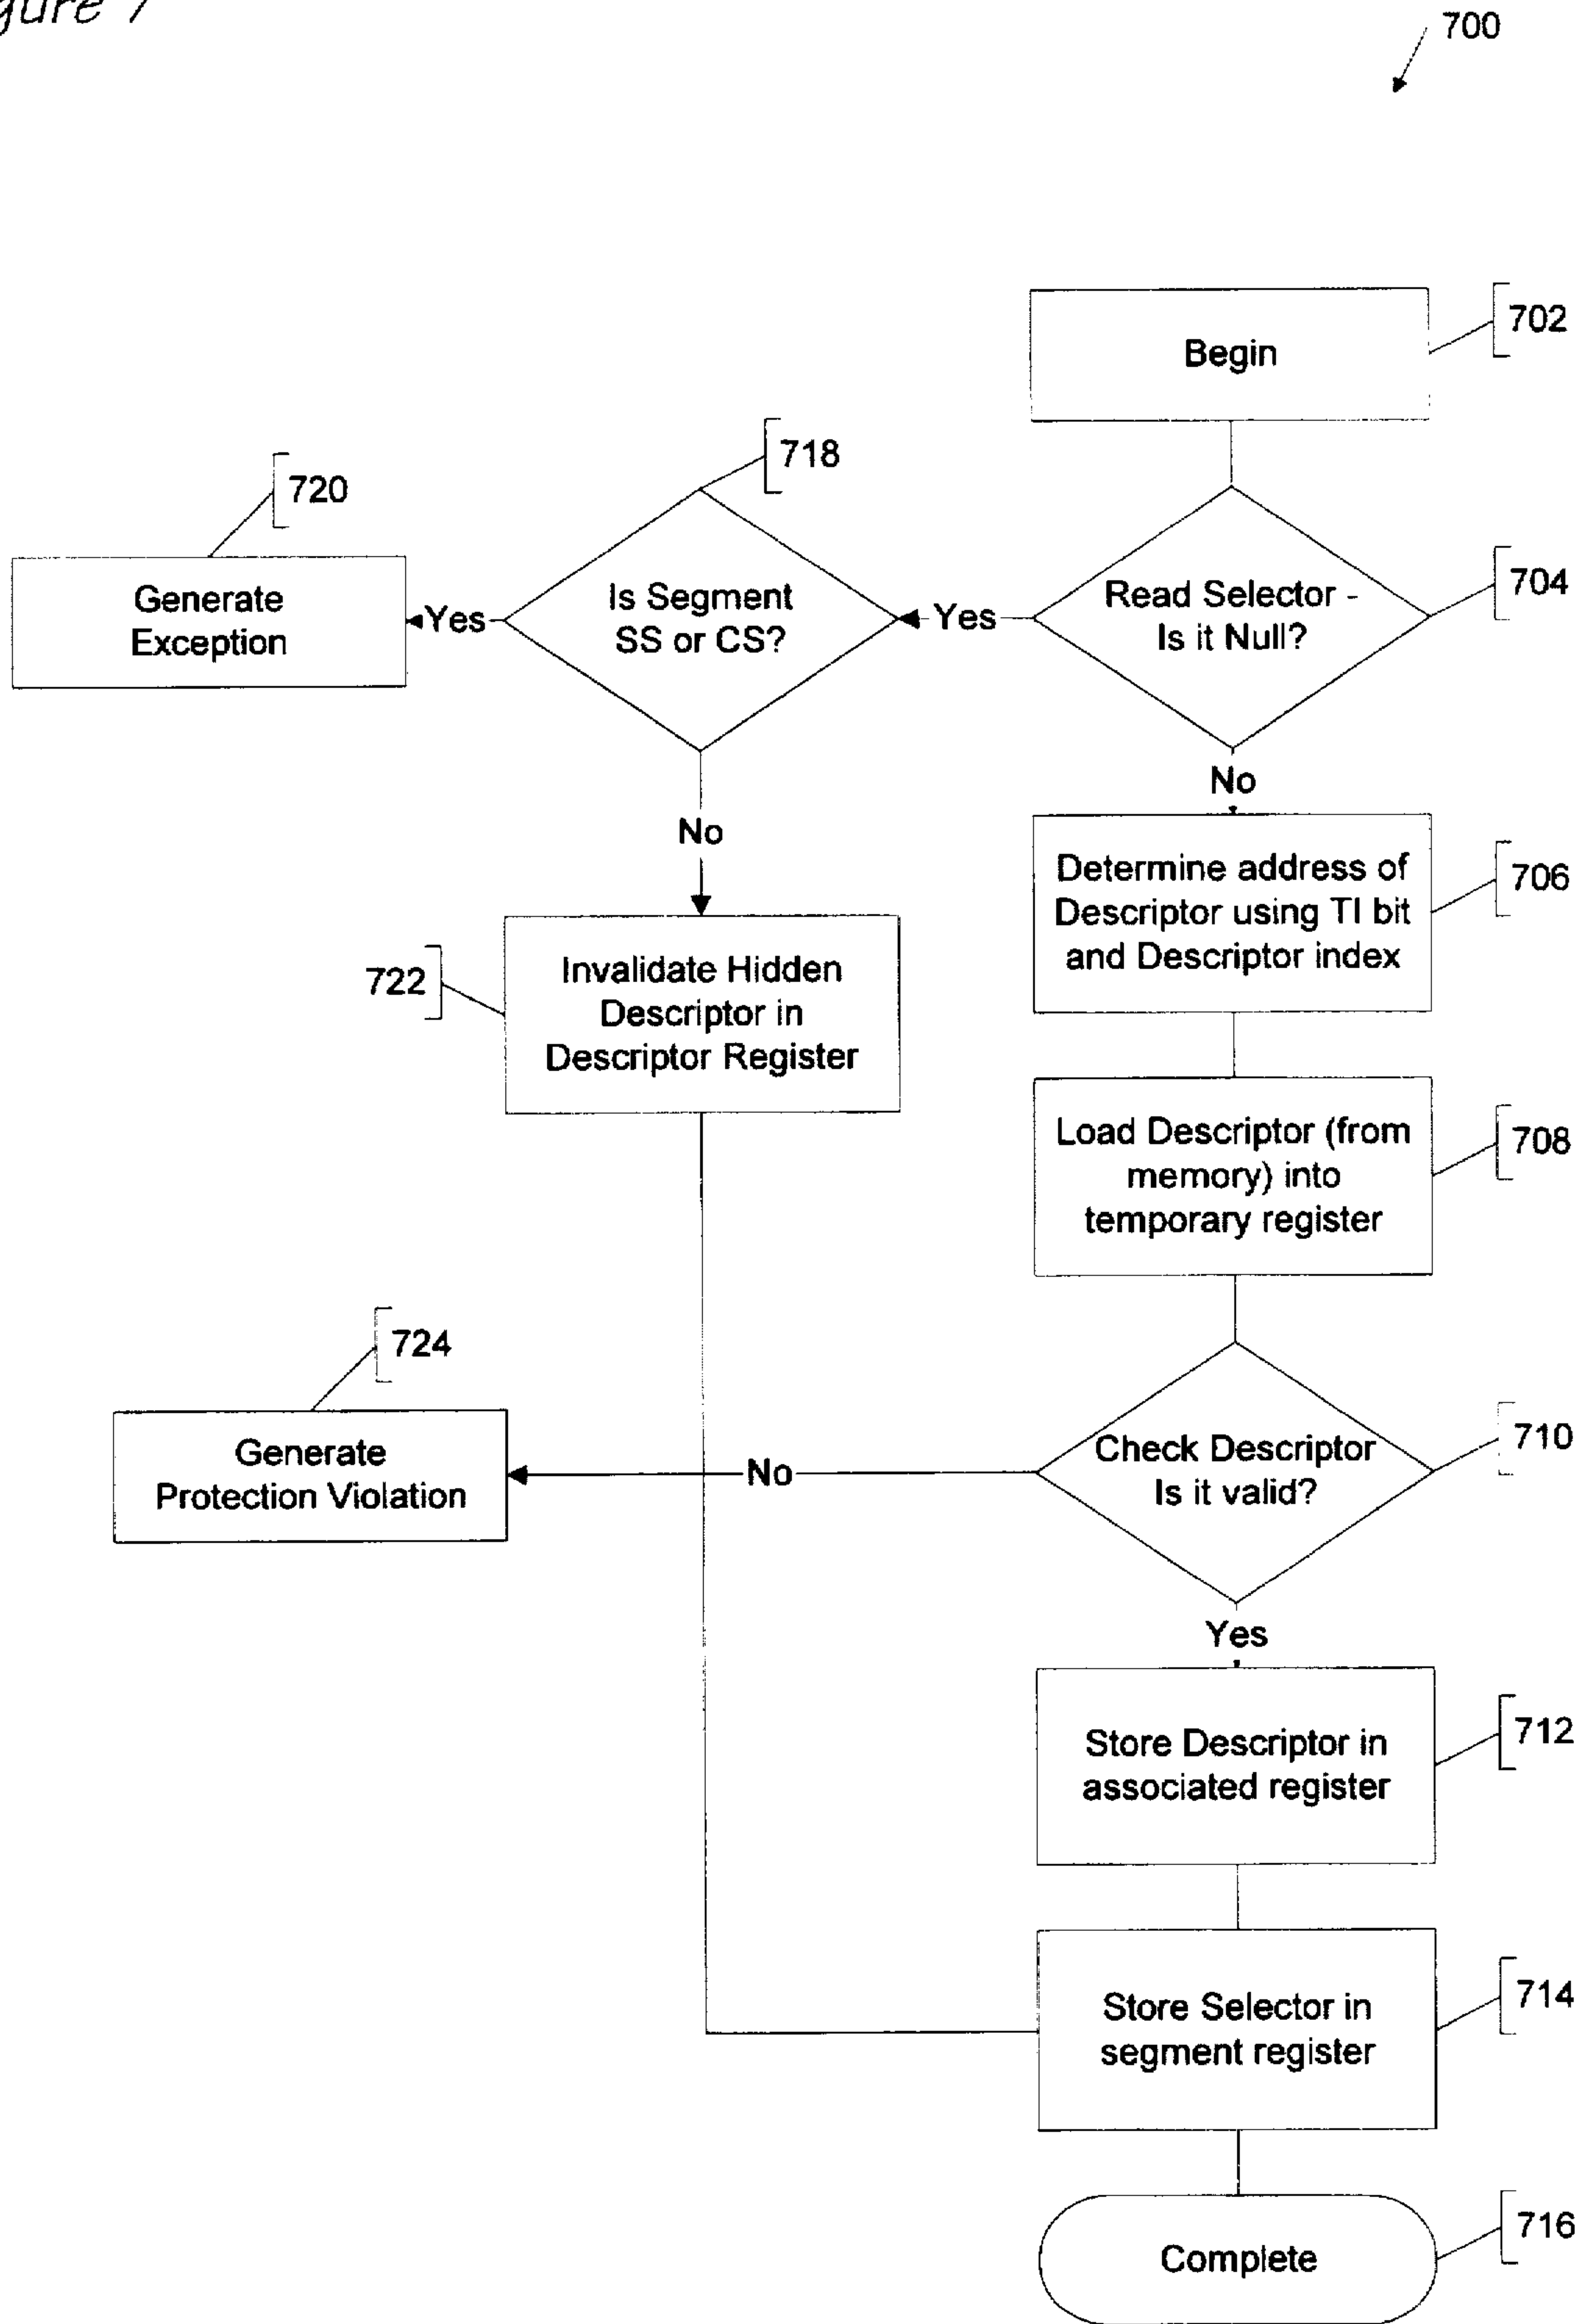 Figure 7
700
Begin
702
718
720
Generate
Exception
Yes
Is Segment
SS or CS?
Yes
Read Selector -
Is it Null?
704
No
No
Determine address of
Descriptor using TI bit
and Descriptor index
706
722
Invalidate Hidden
Descriptor in
Descriptor Register
Load Descriptor (from
memory) into
temporary register
708
724
Generate
Protection Violation
No
Check Descriptor
Is it valid?
710
Yes
Store Descriptor in
associated register
712
Store Selector in
segment register
714
Complete
716